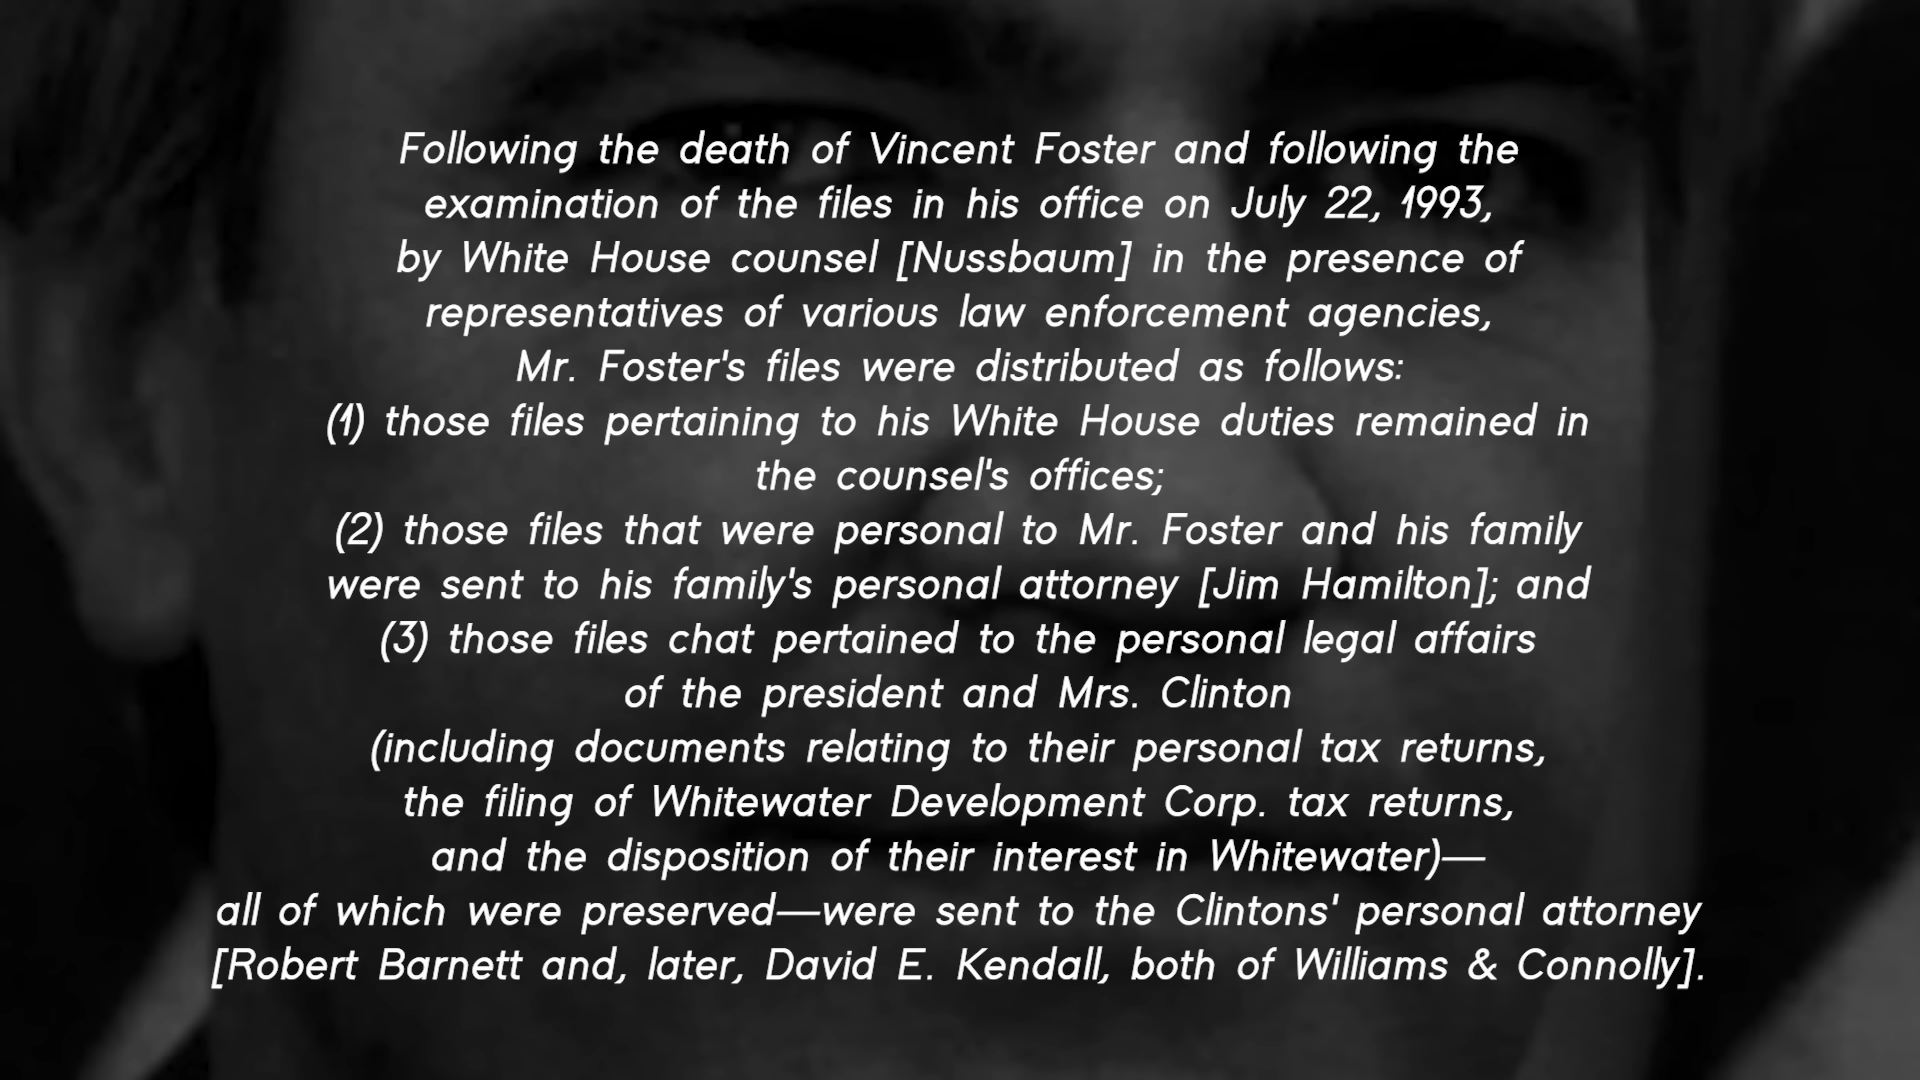 Following the death of Vincent Foster and following the
examination of the files in his office on July 22, 1993,
by White House counsel [Nussbaum] in the presence of
representatives of various law enforcement agencies,
Mr. Foster's files were distributed as follows:
(1) those files pertaining to his White House duties remained in
the counsel's offices;
(2) those files that were personal to Mr. Foster and his family
were sent to his family's personal attorney [Jim Hamilton]; and
(3) those files chat pertained to the personal legal affairs
of the president and Mrs. Clinton
(including documents relating to their personal tax returns,
the filing of Whitewater Development Corp. tax returns,
and the disposition of their interest in Whitewater)—
all of which were preserved—were sent to the Clintons' personal attorney
[Robert Barnett and, later, David E. Kendall, both of Williams & Connolly].